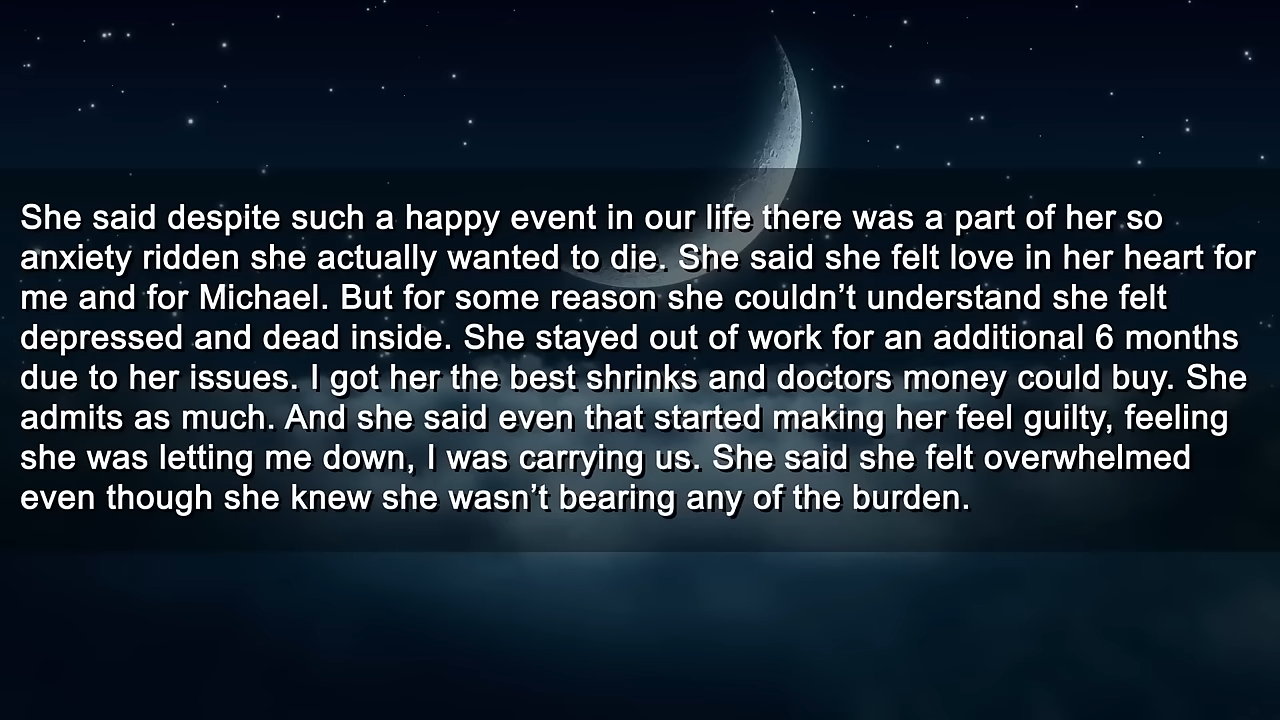 She said despite such a happy event in our life there was a part of her so
anxiety ridden she actually wanted to die. She said she felt love in her heart for
me and for Michael. But for some reason she couldn’t understand she felt
depressed and dead inside. She stayed out of work for an additional 6 months
due to her issues. I got her the best shrinks and doctors money could buy. She
admits as much. And she said even that started making her feel guilty, feeling
she was letting me down, I was carrying us. She said she felt overwhelmed
even though she knew she wasn’t bearing any of the burden.